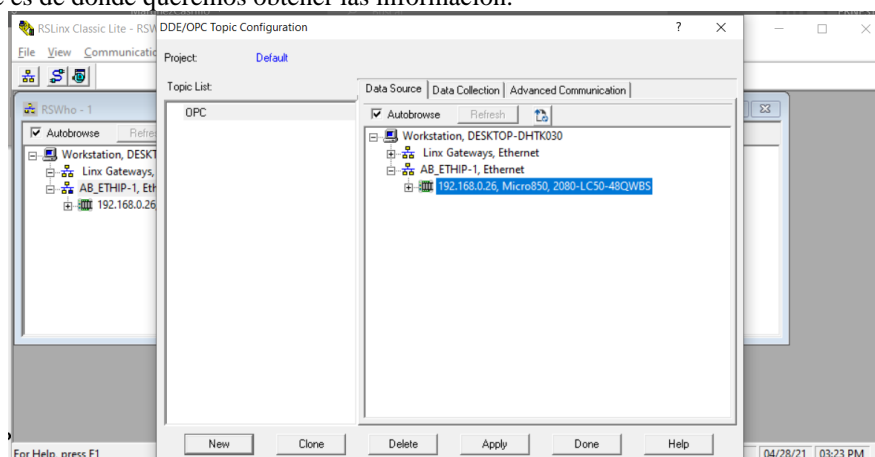 es de donde queremos obtener las información.
RSLinx Classic Lite - RSW
DDE/OPC Topic Configuration
?
File View Communicatio
Project: Default
Topic List:
Data Source Data Collection Advanced Communication
RSWho - 1
OPC
Autobrowse Refresh
Autobrowse Refre
Workstation, DESKTOP-DHTK030
Linx Gateways, Ethernet
AB_ETHIP-1, Ethernet
192.168.0.26, Micro850, 2080-LC50-48QWBS
Workstation, DESKT
Linx Gateways,
AB_ETHIP-1, Eth
192.168.0.26,
New Clone Delete Apply Done Help
For Help, press F1
04/28/21 03:23 PM